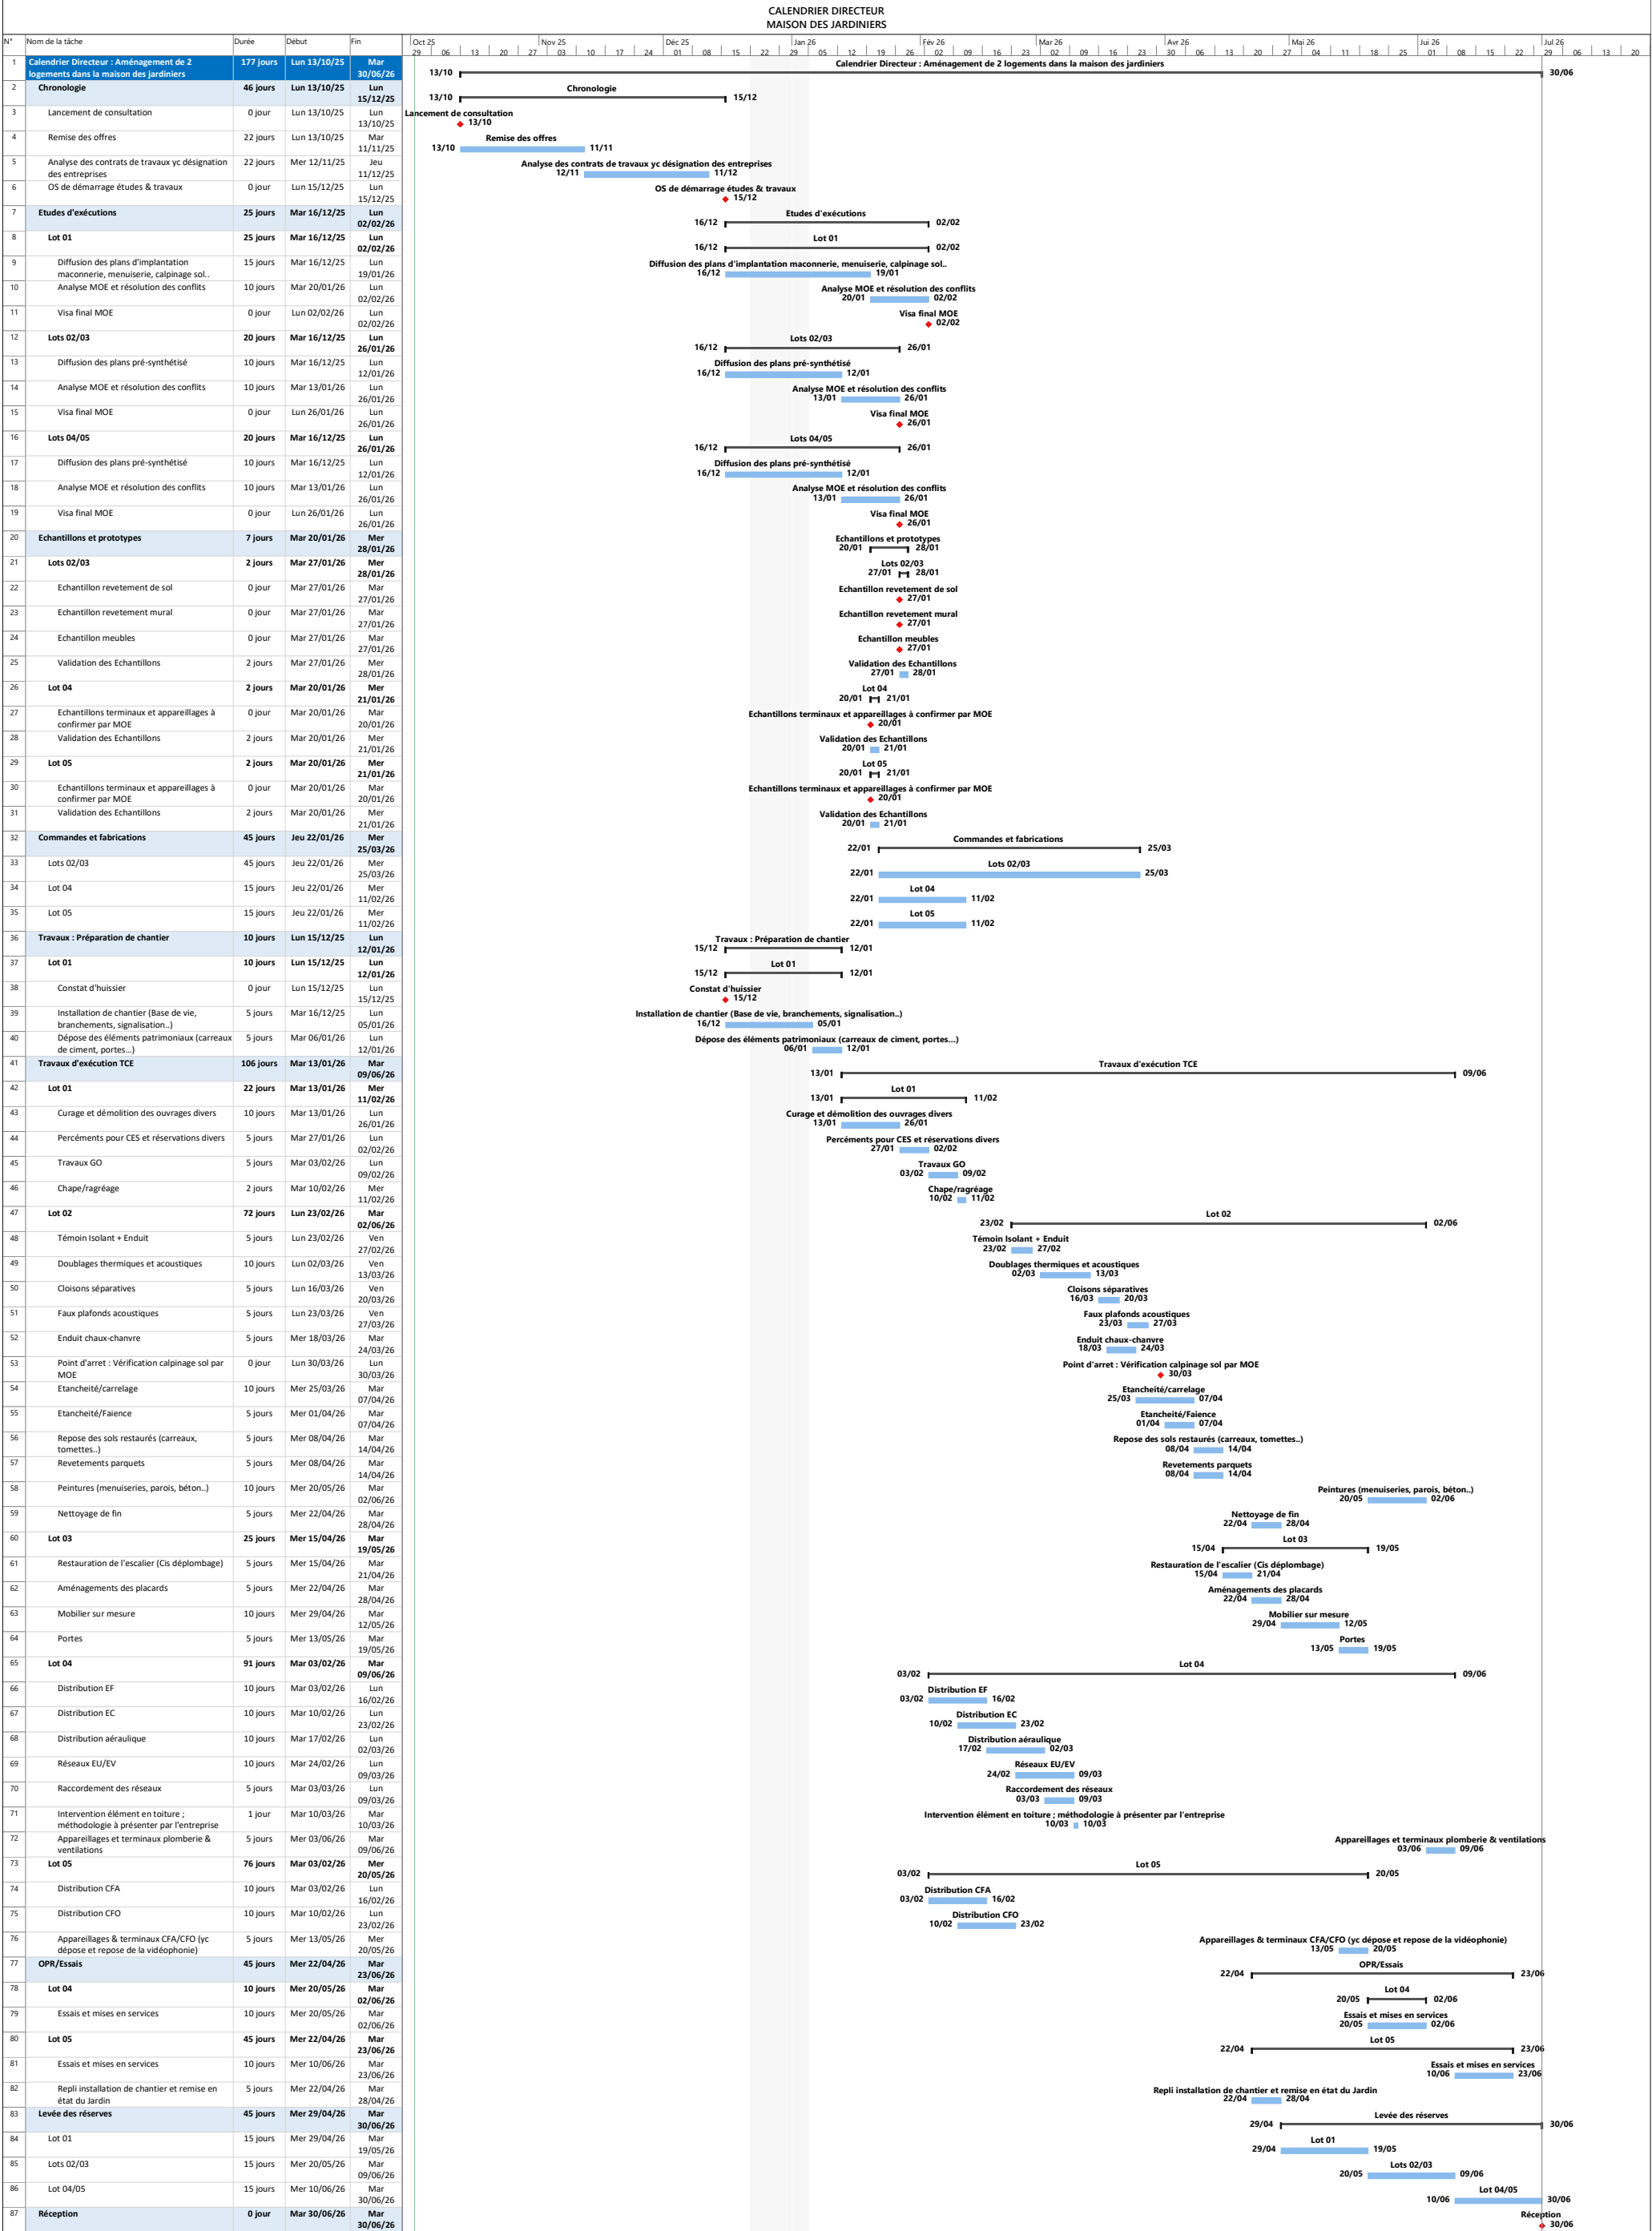 CALENDRIER DIRECTEUR
MAISON DES JARDINIERS
N° Nom de la tâche Durée Début Fin
Oct 25 Nov 25 Déc 25 Jan 26 Fév 26 Mar 26 Avr 26 Mai 26 Jui 26 Jul 26
29 06 13 20 27 03 10 17 24 01 08 15 22 29 05 12 19 26 02 09 16 23 02 09 16 23 30 06 13 20 27 04 11 18 25 01 08 15 22 29 06 13 20
1 Calendrier Directeur : Aménagement de 2 logements dans la maison des jardiniers 177 jours Lun 13/10/25 Mar 30/06/26
2 Chronologie 46 jours Lun 13/10/25 Lun 15/12/25
3 Lancement de consultation 0 jour Lun 13/10/25 Lun 13/10/25
4 Remise des offres 22 jours Lun 13/10/25 Mar 11/11/25
5 Analyse des contrats de travaux yc désignation des entreprises 22 jours Mer 12/11/25 Jeu 11/12/25
6 OS de démarrage études & travaux 0 jour Lun 15/12/25 Lun 15/12/25
7 Etudes d'exécutions 25 jours Mar 16/12/25 Lun 02/02/26
8 Lot 01 25 jours Mar 16/12/25 Lun 02/02/26
9 Diffusion des plans d'implantation maconnerie, menuiserie, calpinage sol.. 15 jours Mar 16/12/25 Lun 19/01/26
10 Analyse MOE et résolution des conflits 10 jours Mar 20/01/26 Lun 02/02/26
11 Visa final MOE 0 jour Lun 02/02/26 Lun 02/02/26
12 Lots 02/03 20 jours Mar 16/12/25 Lun 26/01/26
13 Diffusion des plans pré-synthétisé 10 jours Mar 16/12/25 Lun 12/01/26
14 Analyse MOE et résolution des conflits 10 jours Mar 13/01/26 Lun 26/01/26
15 Visa final MOE 0 jour Lun 26/01/26 Lun 26/01/26
16 Lots 04/05 20 jours Mar 16/12/25 Lun 26/01/26
17 Diffusion des plans pré-synthétisé 10 jours Mar 16/12/25 Lun 12/01/26
18 Analyse MOE et résolution des conflits 10 jours Mar 13/01/26 Lun 26/01/26
19 Visa final MOE 0 jour Lun 26/01/26 Lun 26/01/26
20 Echantillons et prototypes 7 jours Mar 20/01/26 Mer 28/01/26
21 Lots 02/03 2 jours Mar 27/01/26 Mer 28/01/26
22 Echantillon revetement de sol 0 jour Mar 27/01/26 Mar 27/01/26
23 Echantillon revetement mural 0 jour Mar 27/01/26 Mar 27/01/26
24 Echantillon meubles 0 jour Mar 27/01/26 Mar 27/01/26
25 Validation des Echantillons 2 jours Mar 27/01/26 Mer 28/01/26
26 Lot 04 2 jours Mar 20/01/26 Mer 21/01/26
27 Echantillons terminaux et appareillages à confirmer par MOE 0 jour Mar 20/01/26 Mar 20/01/26
28 Validation des Echantillons 2 jours Mar 20/01/26 Mer 21/01/26
29 Lot 05 2 jours Mar 20/01/26 Mer 21/01/26
30 Echantillons terminaux et appareillages à confirmer par MOE 0 jour Mar 20/01/26 Mar 20/01/26
31 Validation des Echantillons 2 jours Mar 20/01/26 Mer 21/01/26
32 Commandes et fabrications 45 jours Jeu 22/01/26 Mer 25/03/26
33 Lots 02/03 45 jours Jeu 22/01/26 Mer 25/03/26
34 Lot 04 15 jours Jeu 22/01/26 Mer 11/02/26
35 Lot 05 15 jours Jeu 22/01/26 Mer 11/02/26
36 Travaux : Préparation de chantier 10 jours Lun 15/12/25 Lun 12/01/26
37 Lot 01 10 jours Lun 15/12/25 Lun 12/01/26
38 Constat d'huissier 0 jour Lun 15/12/25 Lun 15/12/25
39 Installation de chantier (Base de vie, branchements, signalisation..) 5 jours Mar 16/12/25 Lun 05/01/26
40 Dépose des éléments patrimoniaux (carreaux de ciment, portes...) 5 jours Mar 06/01/26 Lun 12/01/26
41 Travaux d'exécution TCE 106 jours Mar 13/01/26 Mar 09/06/26
42 Lot 01 22 jours Mar 13/01/26 Mer 11/02/26
43 Curage et démolition des ouvrages divers 10 jours Mar 13/01/26 Lun 26/01/26
44 Percéments pour CES et réservations divers 5 jours Mar 27/01/26 Lun 02/02/26
45 Travaux GO 5 jours Mar 03/02/26 Lun 09/02/26
46 Chape/ragréage 2 jours Mar 10/02/26 Mer 11/02/26
47 Lot 02 72 jours Lun 23/02/26 Mar 02/06/26
48 Témoin Isolant + Enduit 5 jours Lun 23/02/26 Ven 27/02/26
49 Doublages thermiques et acoustiques 10 jours Lun 02/03/26 Ven 13/03/26
50 Cloisons séparatives 5 jours Lun 16/03/26 Ven 20/03/26
51 Faux plafonds acoustiques 5 jours Lun 23/03/26 Ven 27/03/26
52 Enduit chaux-chanvre 5 jours Mer 18/03/26 Mar 24/03/26
53 Point d'arret : Vérification calpinage sol par MOE 0 jour Lun 30/03/26 Lun 30/03/26
54 Etancheité/carrelage 10 jours Mer 25/03/26 Mar 07/04/26
55 Etancheité/Faience 5 jours Mer 01/04/26 Mar 07/04/26
56 Repose des sols restaurés (carreaux, tomettes..) 5 jours Mer 08/04/26 Mar 14/04/26
57 Revetements parquets 5 jours Mer 08/04/26 Mar 14/04/26
58 Peintures (menuiseries, parois, béton..) 10 jours Mer 20/05/26 Mar 02/06/26
59 Nettoyage de fin 5 jours Mer 22/04/26 Mar 28/04/26
60 Lot 03 25 jours Mer 15/04/26 Mar 19/05/26
61 Restauration de l'escalier (Cis déplombage) 5 jours Mer 15/04/26 Mar 21/04/26
62 Aménagements des placards 5 jours Mer 22/04/26 Mar 28/04/26
63 Mobilier sur mesure 10 jours Mer 29/04/26 Mar 12/05/26
64 Portes 5 jours Mer 13/05/26 Mar 19/05/26
65 Lot 04 91 jours Mar 03/02/26 Mar 09/06/26
66 Distribution EF 10 jours Mar 03/02/26 Lun 16/02/26
67 Distribution EC 10 jours Mar 10/02/26 Lun 23/02/26
68 Distribution aéraulique 10 jours Mar 17/02/26 Lun 02/03/26
69 Réseaux EU/EV 10 jours Mar 24/02/26 Lun 09/03/26
70 Raccordement des réseaux 5 jours Mar 03/03/26 Lun 09/03/26
71 Intervention élément en toiture ; méthodologie à présenter par l'entreprise 1 jour Mar 10/03/26 Mar 10/03/26
72 Appareillages et terminaux plomberie & ventilations 5 jours Mer 03/06/26 Mar 09/06/26
73 Lot 05 76 jours Mar 03/02/26 Mer 20/05/26
74 Distribution CFA 10 jours Mar 03/02/26 Lun 16/02/26
75 Distribution CFO 10 jours Mar 10/02/26 Lun 23/02/26
76 Appareillages & terminaux CFA/CFO (yc dépose et repose de la vidéophonie) 5 jours Mer 13/05/26 Mer 20/05/26
77 OPR/Essais 45 jours Mer 22/04/26 Mar 23/06/26
78 Lot 04 10 jours Mer 20/05/26 Mar 02/06/26
79 Essais et mises en services 10 jours Mer 20/05/26 Mar 02/06/26
80 Lot 05 45 jours Mer 22/04/26 Mar 23/06/26
81 Essais et mises en services 10 jours Mer 10/06/26 Mar 23/06/26
82 Repli installation de chantier et remise en état du Jardin 5 jours Mer 22/04/26 Mar 28/04/26
83 Levée des réserves 45 jours Mer 29/04/26 Mar 30/06/26
84 Lot 01 15 jours Mer 29/04/26 Mar 19/05/26
85 Lots 02/03 15 jours Mer 20/05/26 Mar 09/06/26
86 Lot 04/05 15 jours Mer 10/06/26 Mar 30/06/26
87 Réception 0 jour Mar 30/06/26 Mar 30/06/26